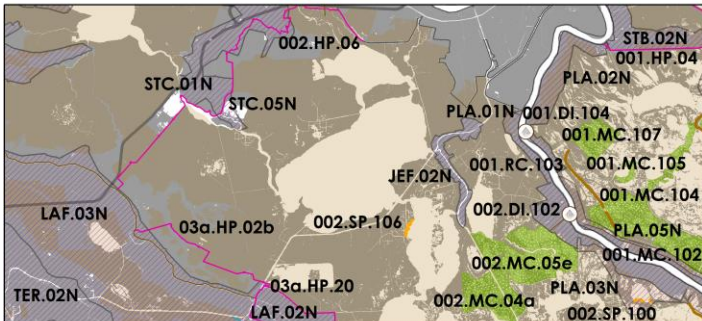 002.HP.06
STB.02N
001.HP.04
STC.01N
PLA.02N
STC.05N
PLA.01N
001.DI.104
001.MC.107
001.RC.103
001.MC.105
JEF.02N
001.MC.104
LAF.03N
002.SP.106
002.DI.102
03a.HP.02b
PLA.05N
001.MC.102
002.MC.05e
03a.HP.20
PLA.03N
TER.02N
002.MC.04a
LAF.02N
002.SP.100